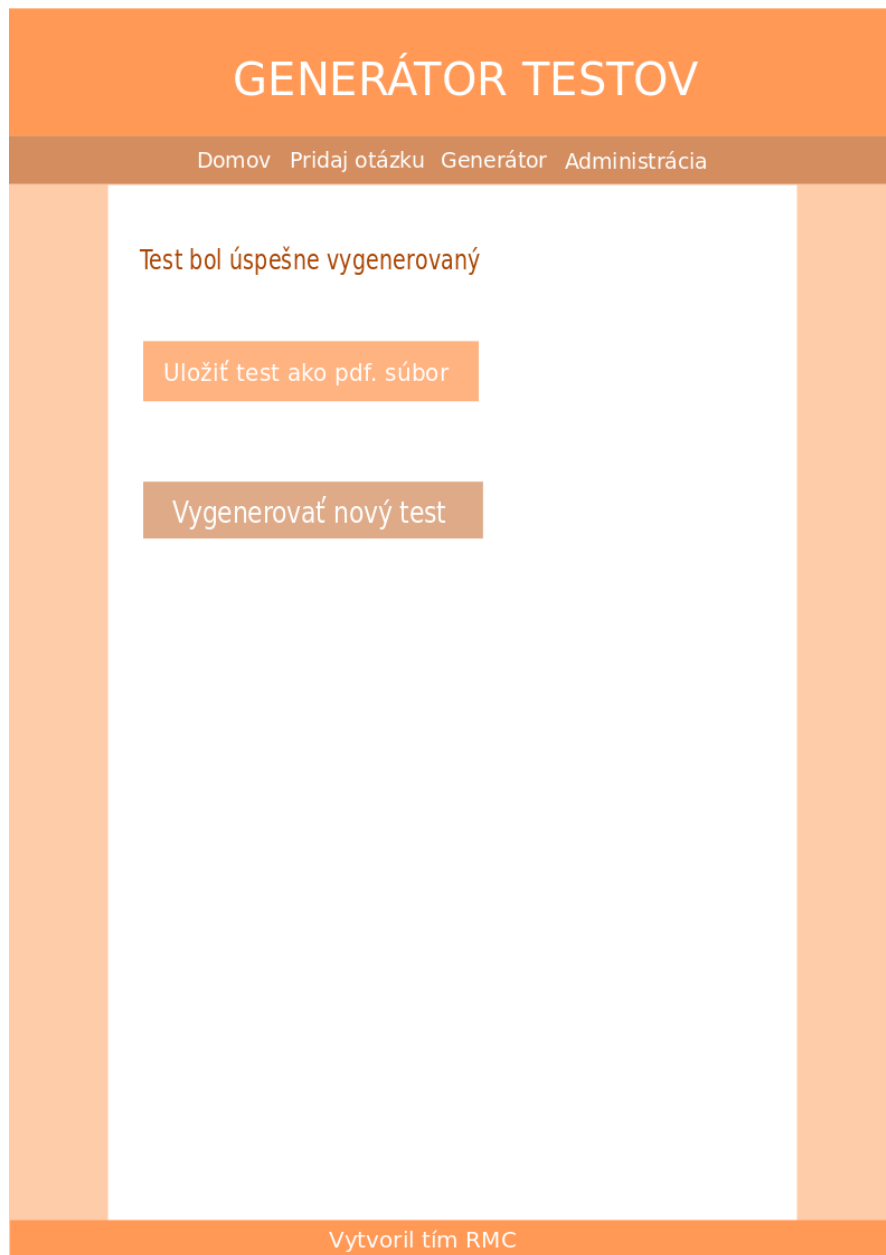 GENERÁTOR TESTOV
Domov Pridaj otázku Generátor Administrácia
Test bol úspešne vygenerovaný
Uložiť test ako pdf. súbor
Vygenerovať nový test
Vytvoril tím RMC